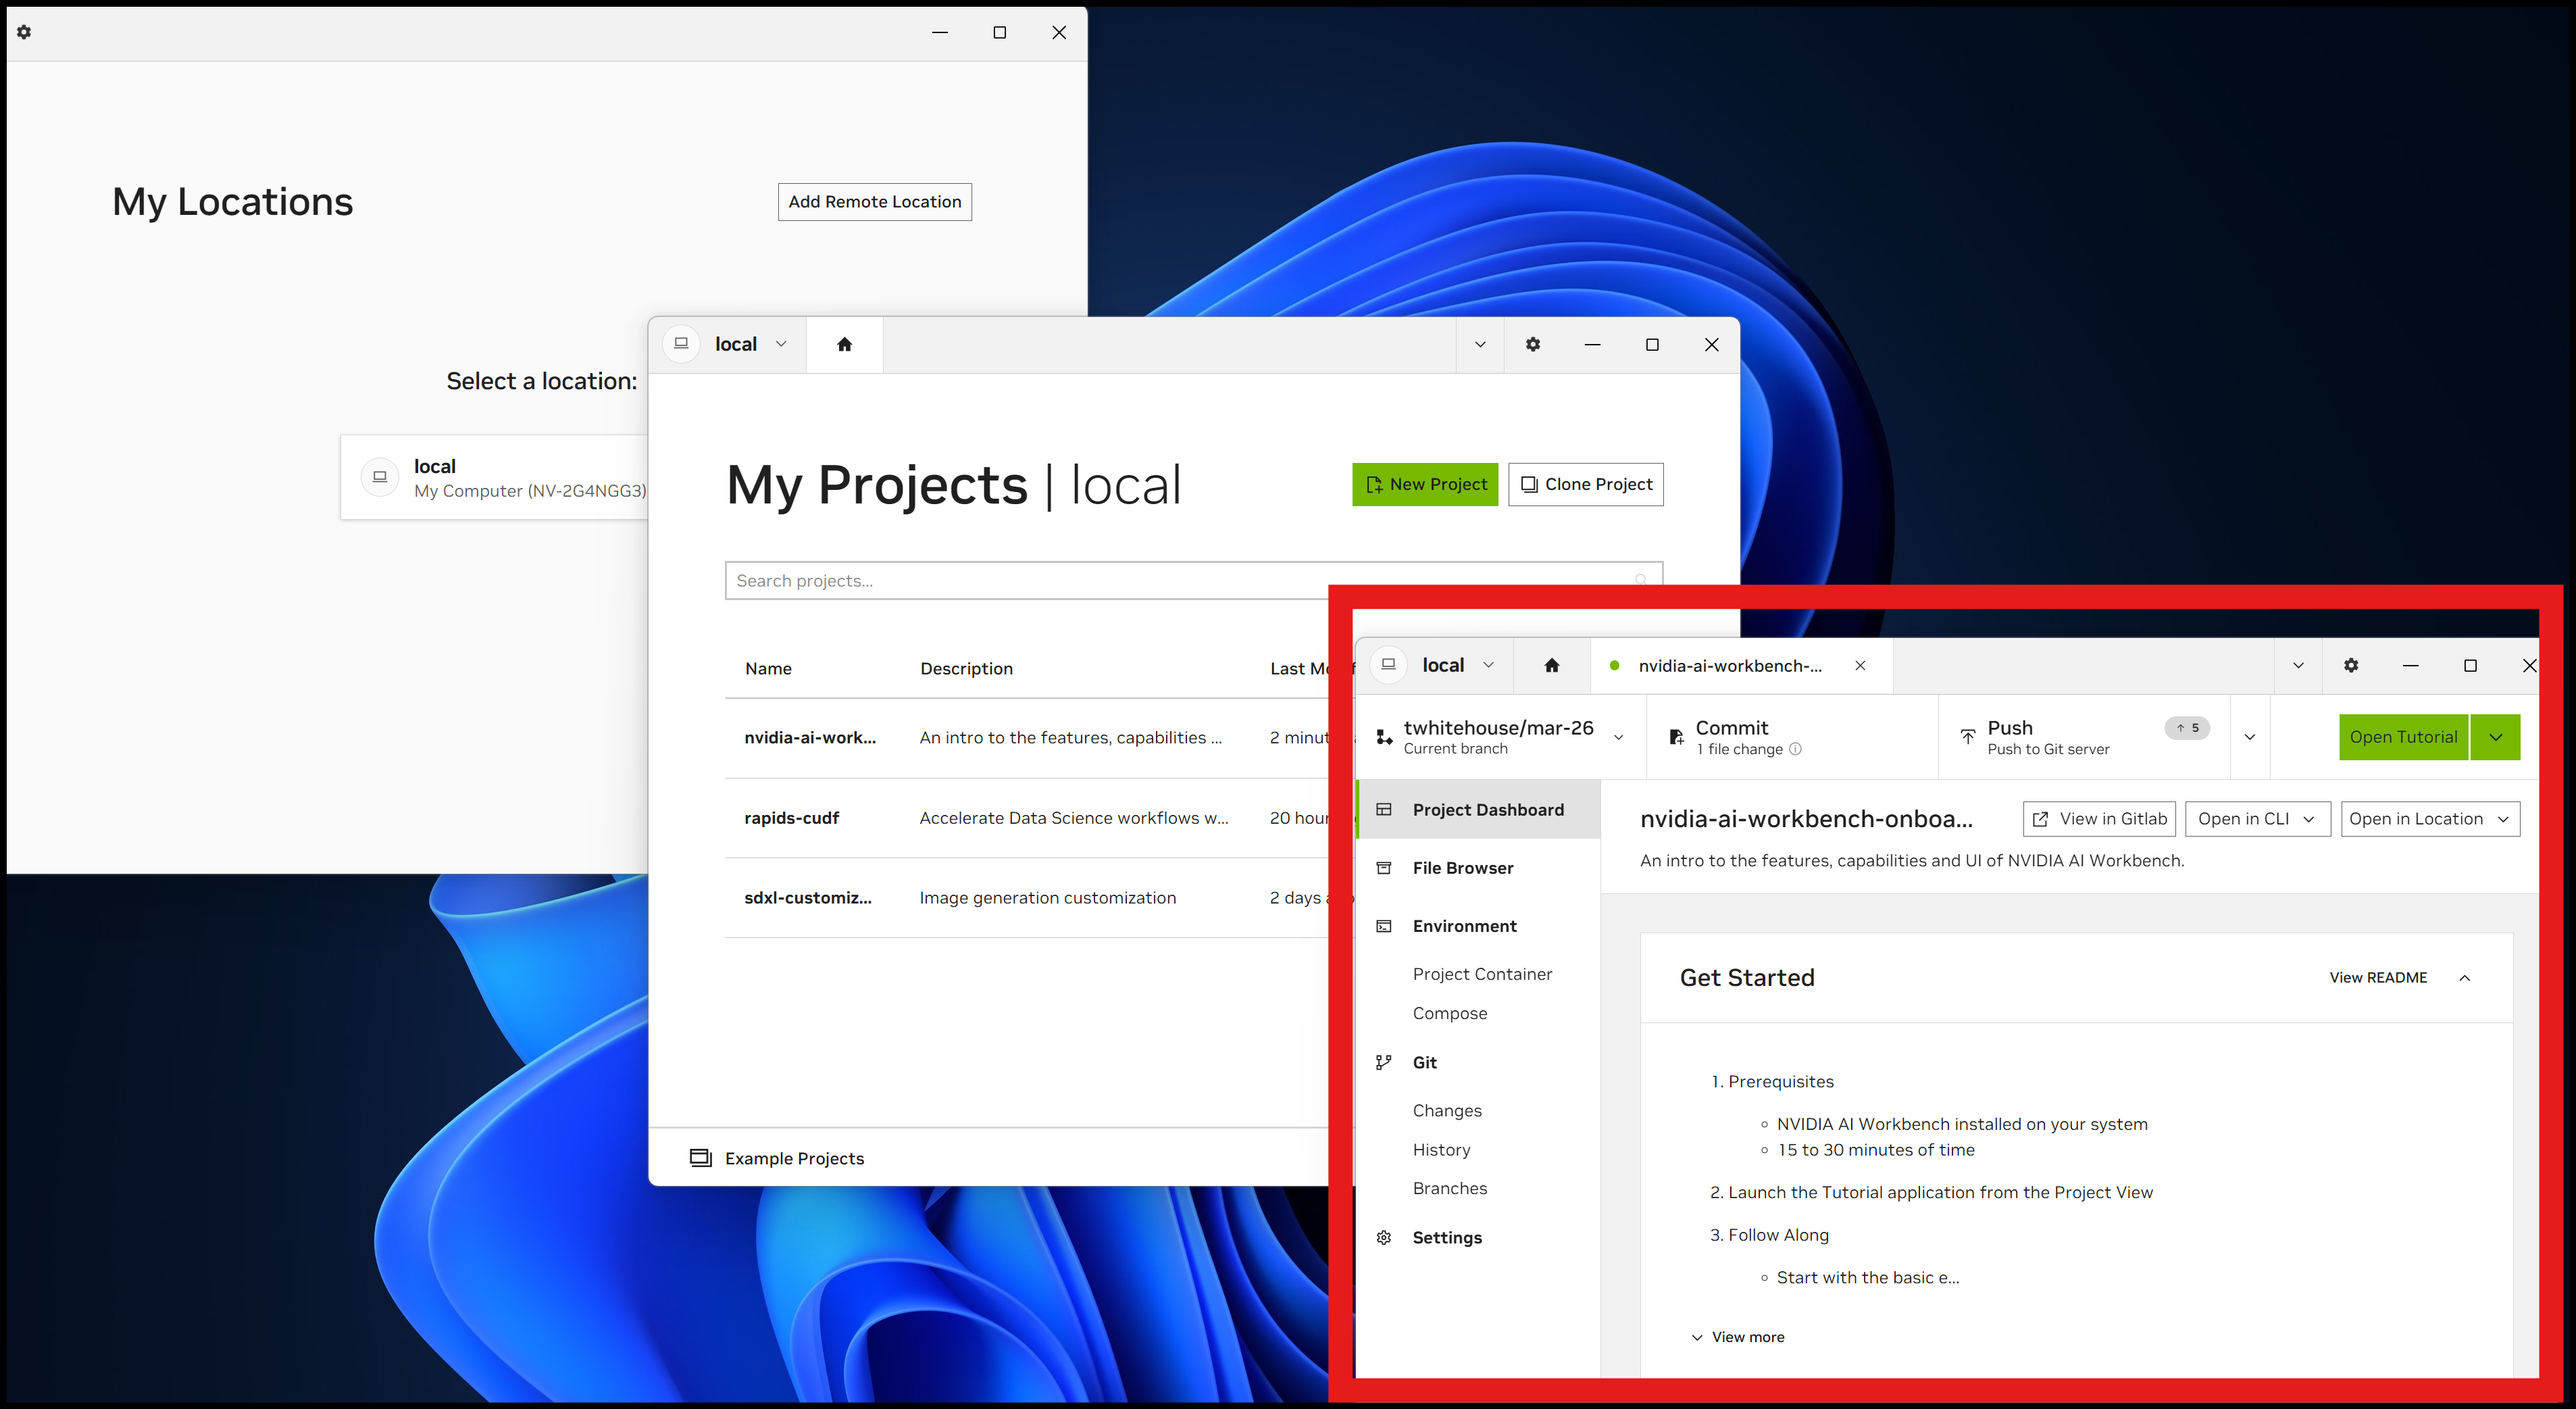 My Locations
Add Remote Location
Select a location:
local
My Computer (NV-2G4NGG3)
local
My Projects | local
New Project
Clone Project
Search projects...
Name
Description
Last Mo
nvidia-ai-work...
An intro to the features, capabilities ...
2 minut
rapids-cudf
Accelerate Data Science workflows w...
20 hour
sdxl-customiz...
Image generation customization
2 days a
Example Projects
local
nvidia-ai-workbench-...
twhitehouse/mar-26
Current branch
Commit
1 file change
Push
Push to Git server
↑ 5
Open Tutorial
Project Dashboard
File Browser
Environment
Project Container
Compose
Git
Changes
History
Branches
Settings
nvidia-ai-workbench-onboa...
View in Gitlab
Open in CLI
Open in Location
An intro to the features, capabilities and UI of NVIDIA AI Workbench.
Get Started
View README
1. Prerequisites
NVIDIA AI Workbench installed on your system
15 to 30 minutes of time
2. Launch the Tutorial application from the Project View
3. Follow Along
Start with the basic e...
View more